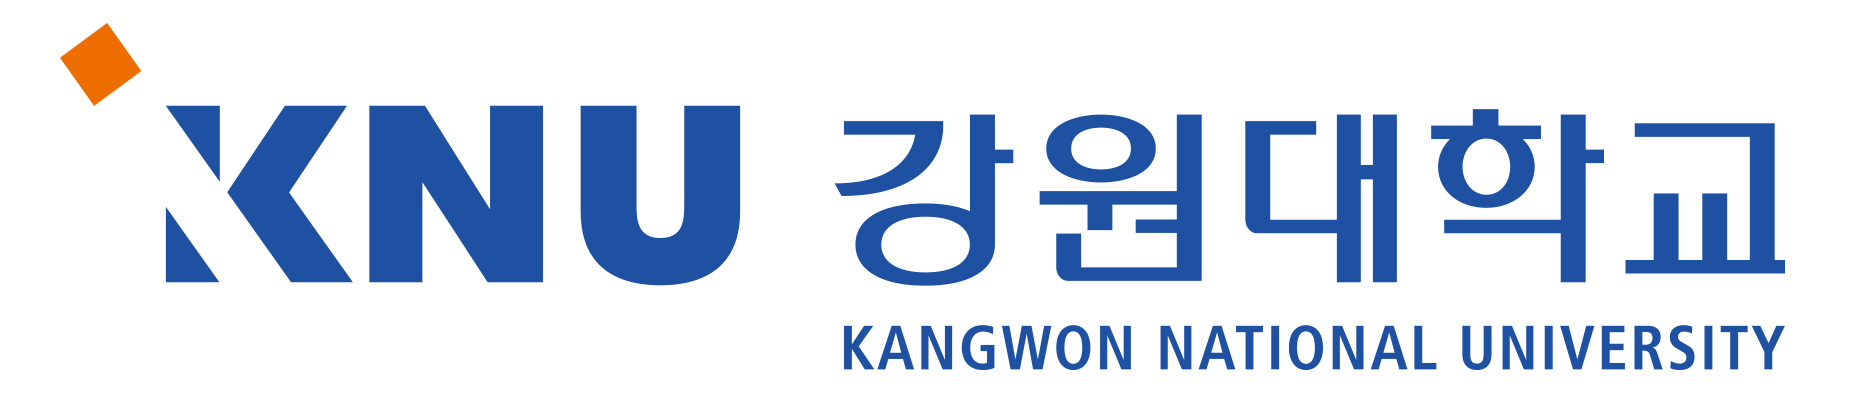 KNU 강원대학교
KANGWON NATIONAL UNIVERSITY